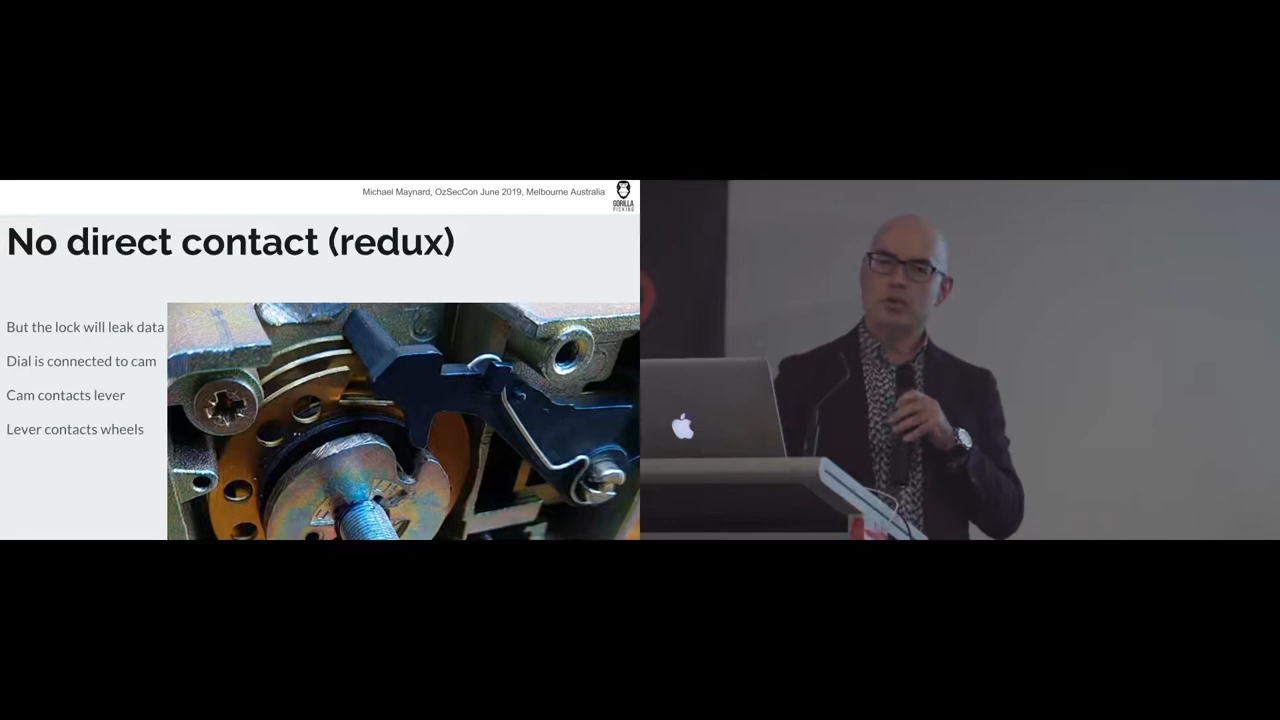 Michael Maynard, OzSecCon June 2019, Melbourne Australia
GORILLA
PICKING
No direct contact (redux)
But the lock will leak data
Dial is connected to cam
Cam contacts lever
Lever contacts wheels